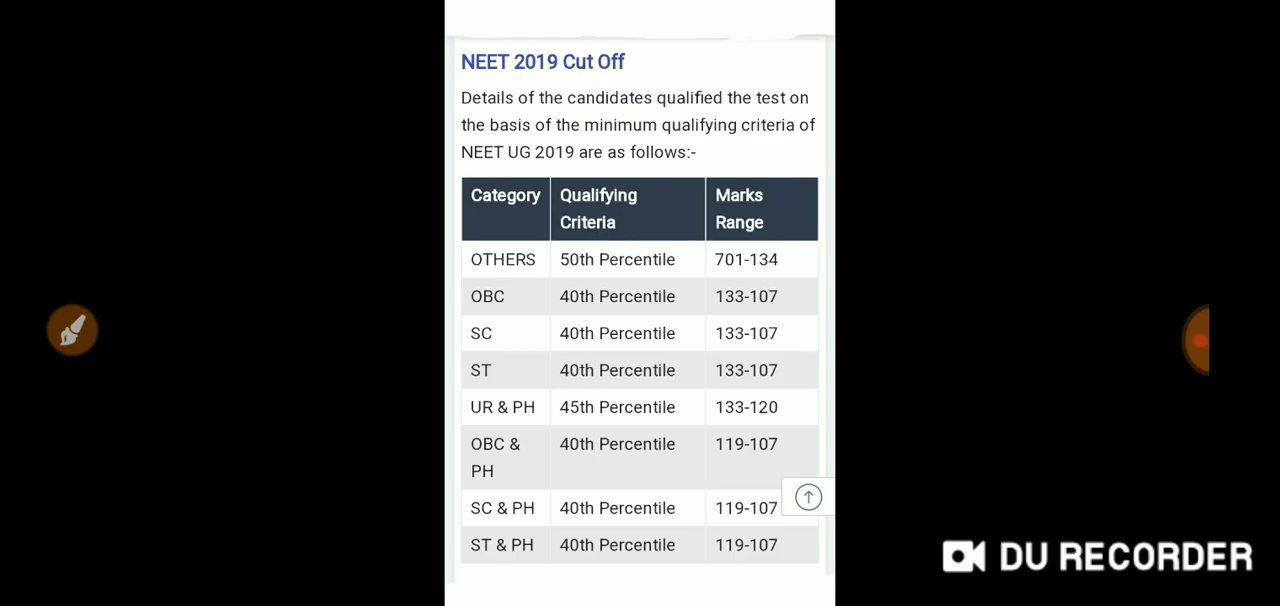 NEET 2019 Cut Off
Details of the candidates qualified the test on
the basis of the minimum qualifying criteria of
NEET UG 2019 are as follows:-
Category Qualifying Criteria Marks Range
OTHERS 50th Percentile 701-134
OBC 40th Percentile 133-107
SC 40th Percentile 133-107
ST 40th Percentile 133-107
UR & PH 45th Percentile 133-120
OBC & PH 40th Percentile 119-107
SC & PH 40th Percentile 119-107
ST & PH 40th Percentile 119-107
DU RECORDER